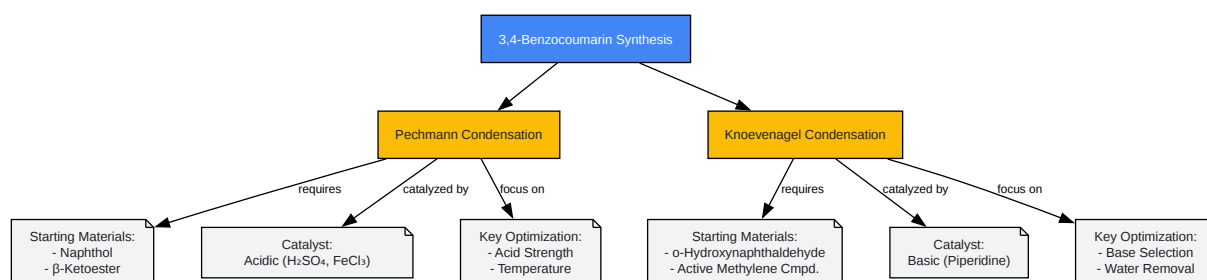 3,4-Benzocoumarin Synthesis
Pechmann Condensation
Knoevenagel Condensation
requires
catalyzed by
focus on
requires
catalyzed by
focus on
Starting Materials:
- Naphthol
- β-Ketoester
Catalyst:
Acidic (H₂SO₄, FeCl₃)
Key Optimization:
- Acid Strength
- Temperature
Starting Materials:
- o-Hydroxynaphthaldehyde
- Active Methylene Cmpd.
Catalyst:
Basic (Piperidine)
Key Optimization:
- Base Selection
- Water Removal